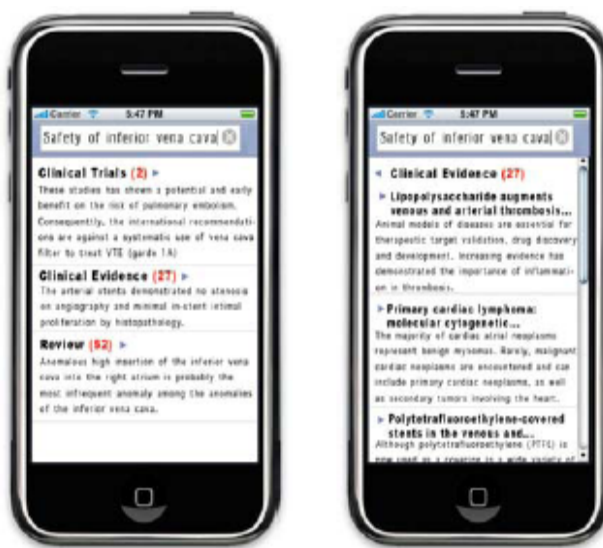 Carrier 5:47 PM
Safety of inferior vena cava
Clinical Trials (2)
These studies has shown a potential and early
benefit on the risk of pulmonary embolism.
Consequently, the international recommendati-
ons are against a systematic use of vena cava
filter to treat VTE (garde 1A)
Clinical Evidence (27)
The arterial stents demonstrated no stenosis
on angiography and minimal in-stent intimal
proliferation by histopathology.
Review (52)
Anomalous high insertion of the inferior vena
cava into the right atrium is probably the
most infrequent anomaly among the anomalies
of the inferior vena cava.
Carrier 5:47 PM
Safety of inferior vena cava
Clinical Evidence (27)
Lipopolysaccharide augments
venous and arterial thrombosis...
Animal models of diseases are essential for
therapeutic target validation, drug discovery
and development. Increasing evidence has
demonstrated the importance of inflammati-
on in thrombosis.
Primary cardiac lymphoma:
molecular cytogenetic...
The majority of cardiac atrial neoplasms
represent benign myxomas. Rarely, malignant
cardiac neoplasms are encountered and can
include primary cardiac neoplasms, as well
as secondary tumors involving the heart.
Polytetrafluoroethylene-covered
stents in the venous and...
Although polytetrafluoroethylene (PTFE) is
now used as a covering in a wide variety of